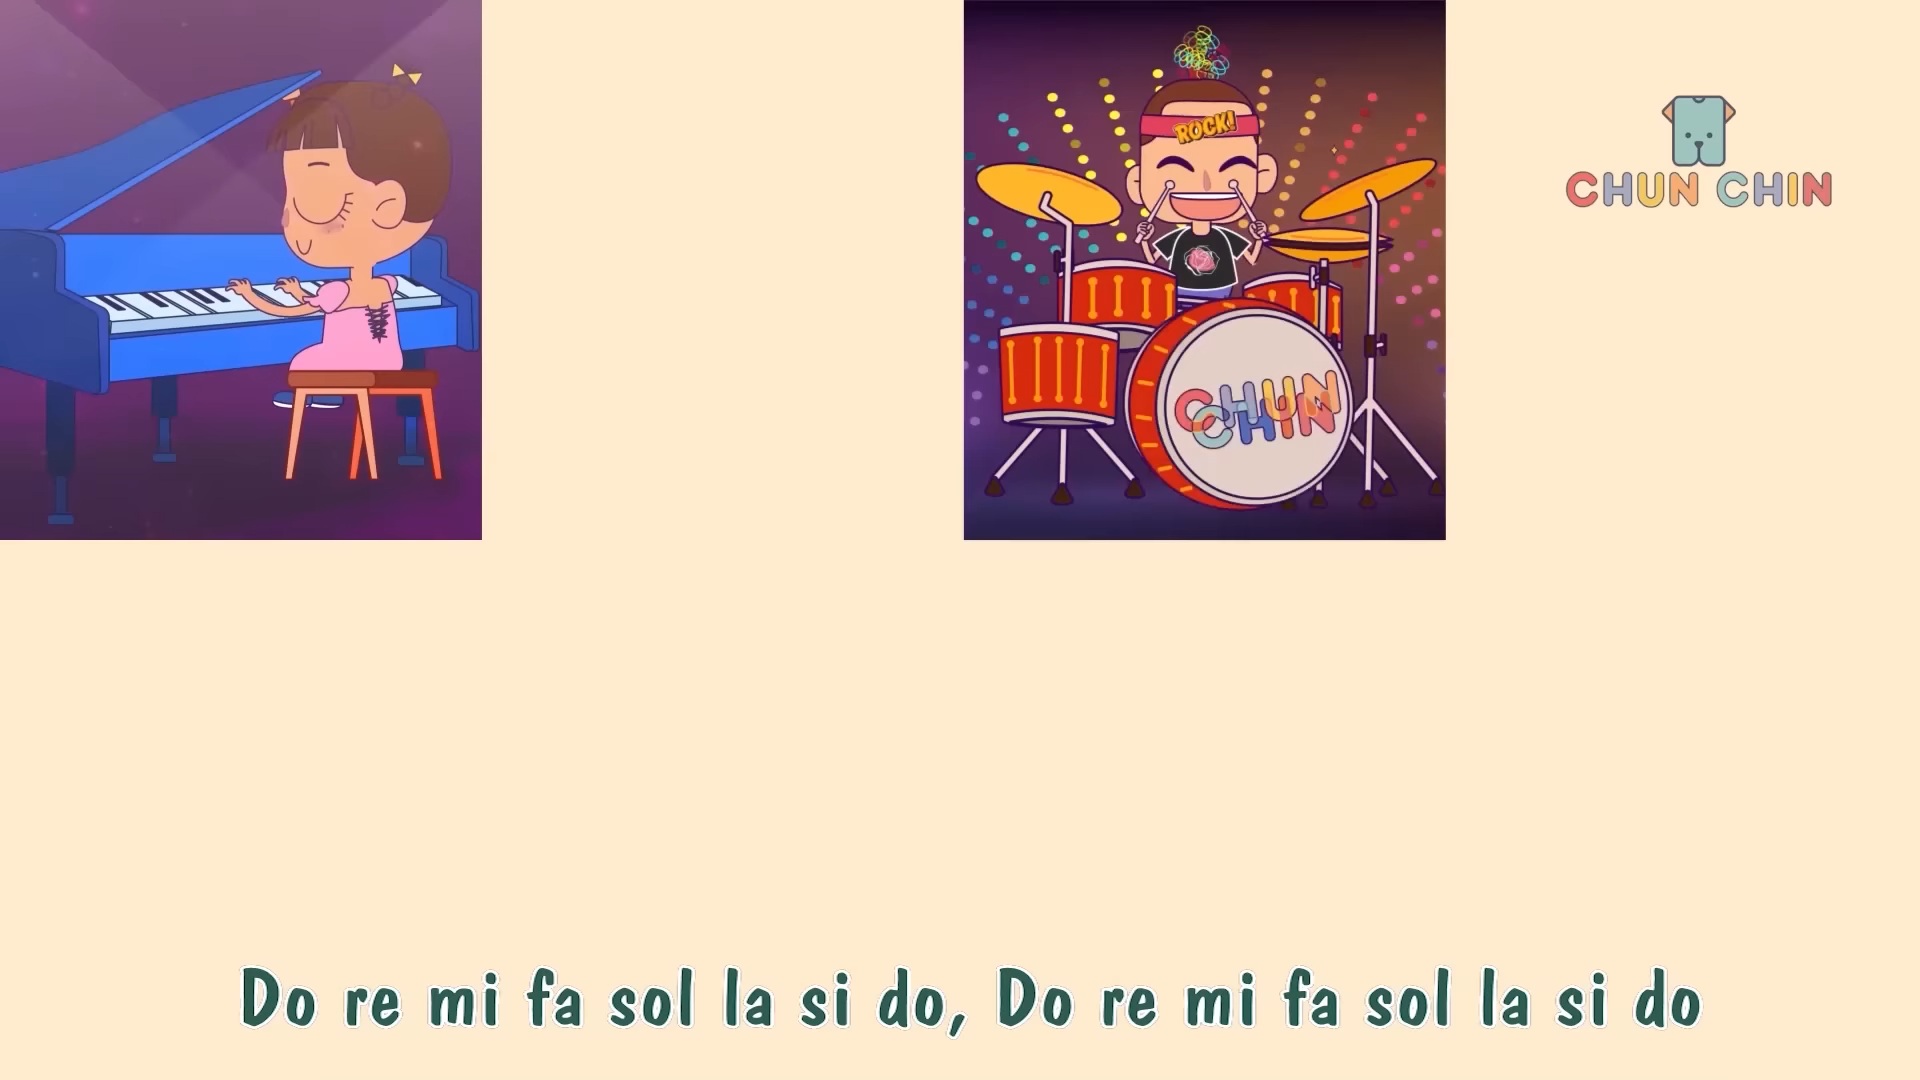 ROCK!
CHUN CHIN
CHUN
CHIN
Do re mi fa sol la si do, Do re mi fa sol la si do